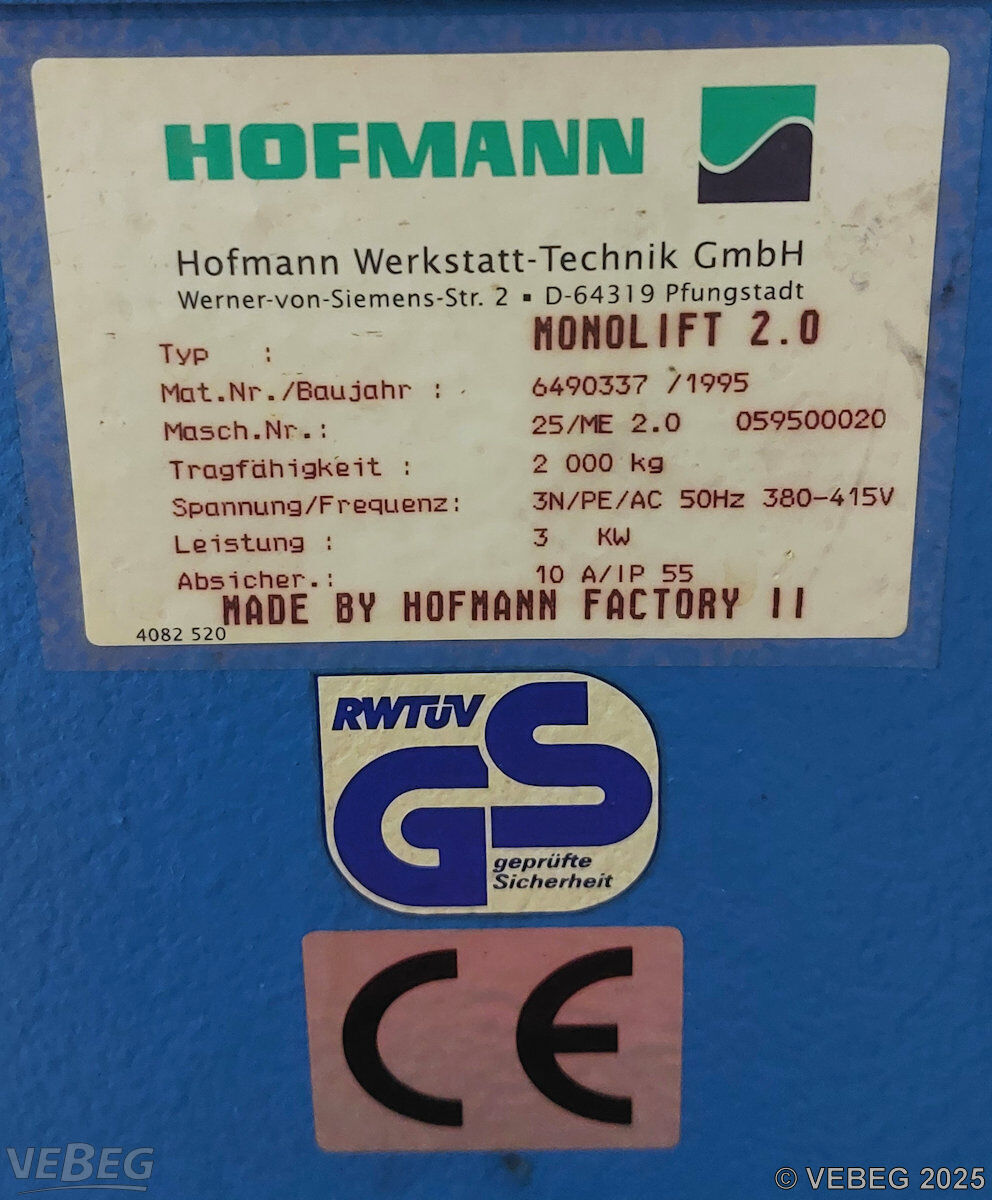 HOFMANN
Hofmann Werkstatt-Technik GmbH
Werner-von-Siemens-Str. 2 ▪ D-64319 Pfungstadt
Typ : MONOLIFT 2.0
Mat.Nr./Baujahr : 6490337 /1995
Masch.Nr.: 25/ME 2.0 059500020
Tragfähigkeit : 2 000 kg
Spannung/Frequenz: 3N/PE/AC 50Hz 380-415V
Leistung : 3 KW
Absicher.: 10 A/IP 55
MADE BY HOFMANN FACTORY II
4082 520
RWTÜV
GS
geprüfte
Sicherheit
CE
VEBEG
© VEBEG 2025